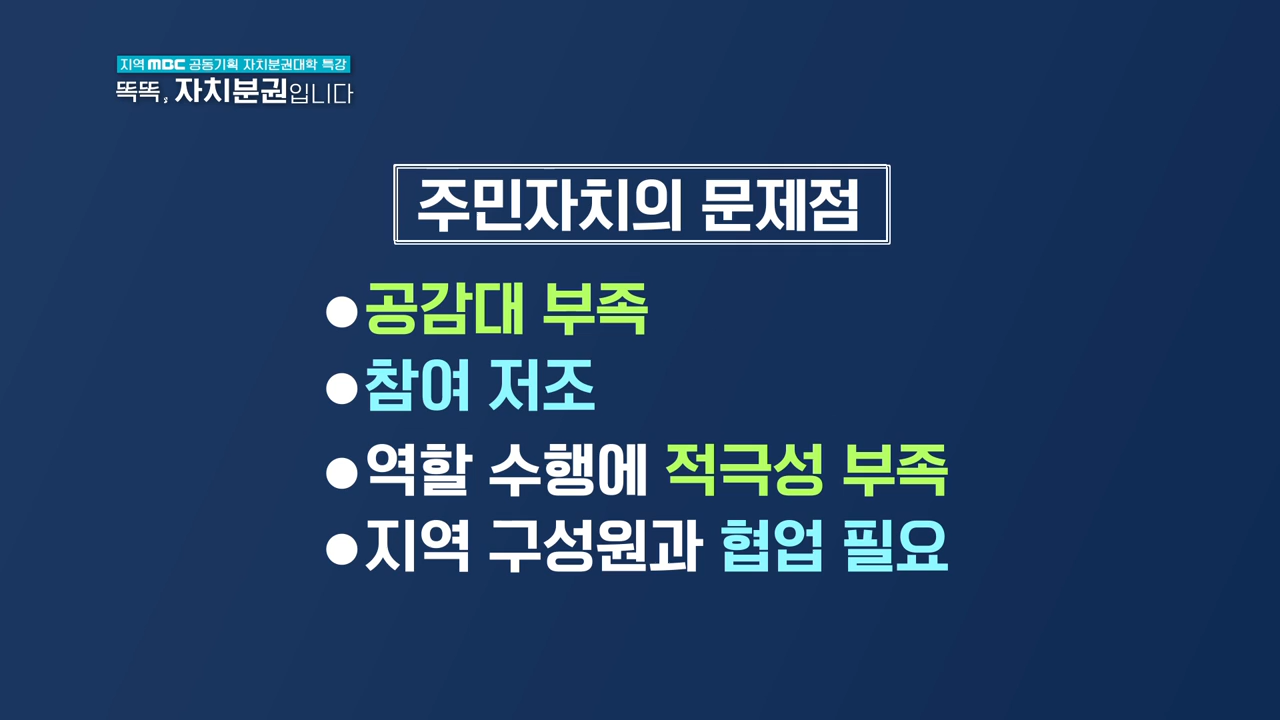 지역 MBC 공동기획 자치분권대학 특강
똑똑, 자치분권입니다
주민자치의 문제점
●공감대 부족
●참여 저조
●역할 수행에 적극성 부족
●지역 구성원과 협업 필요